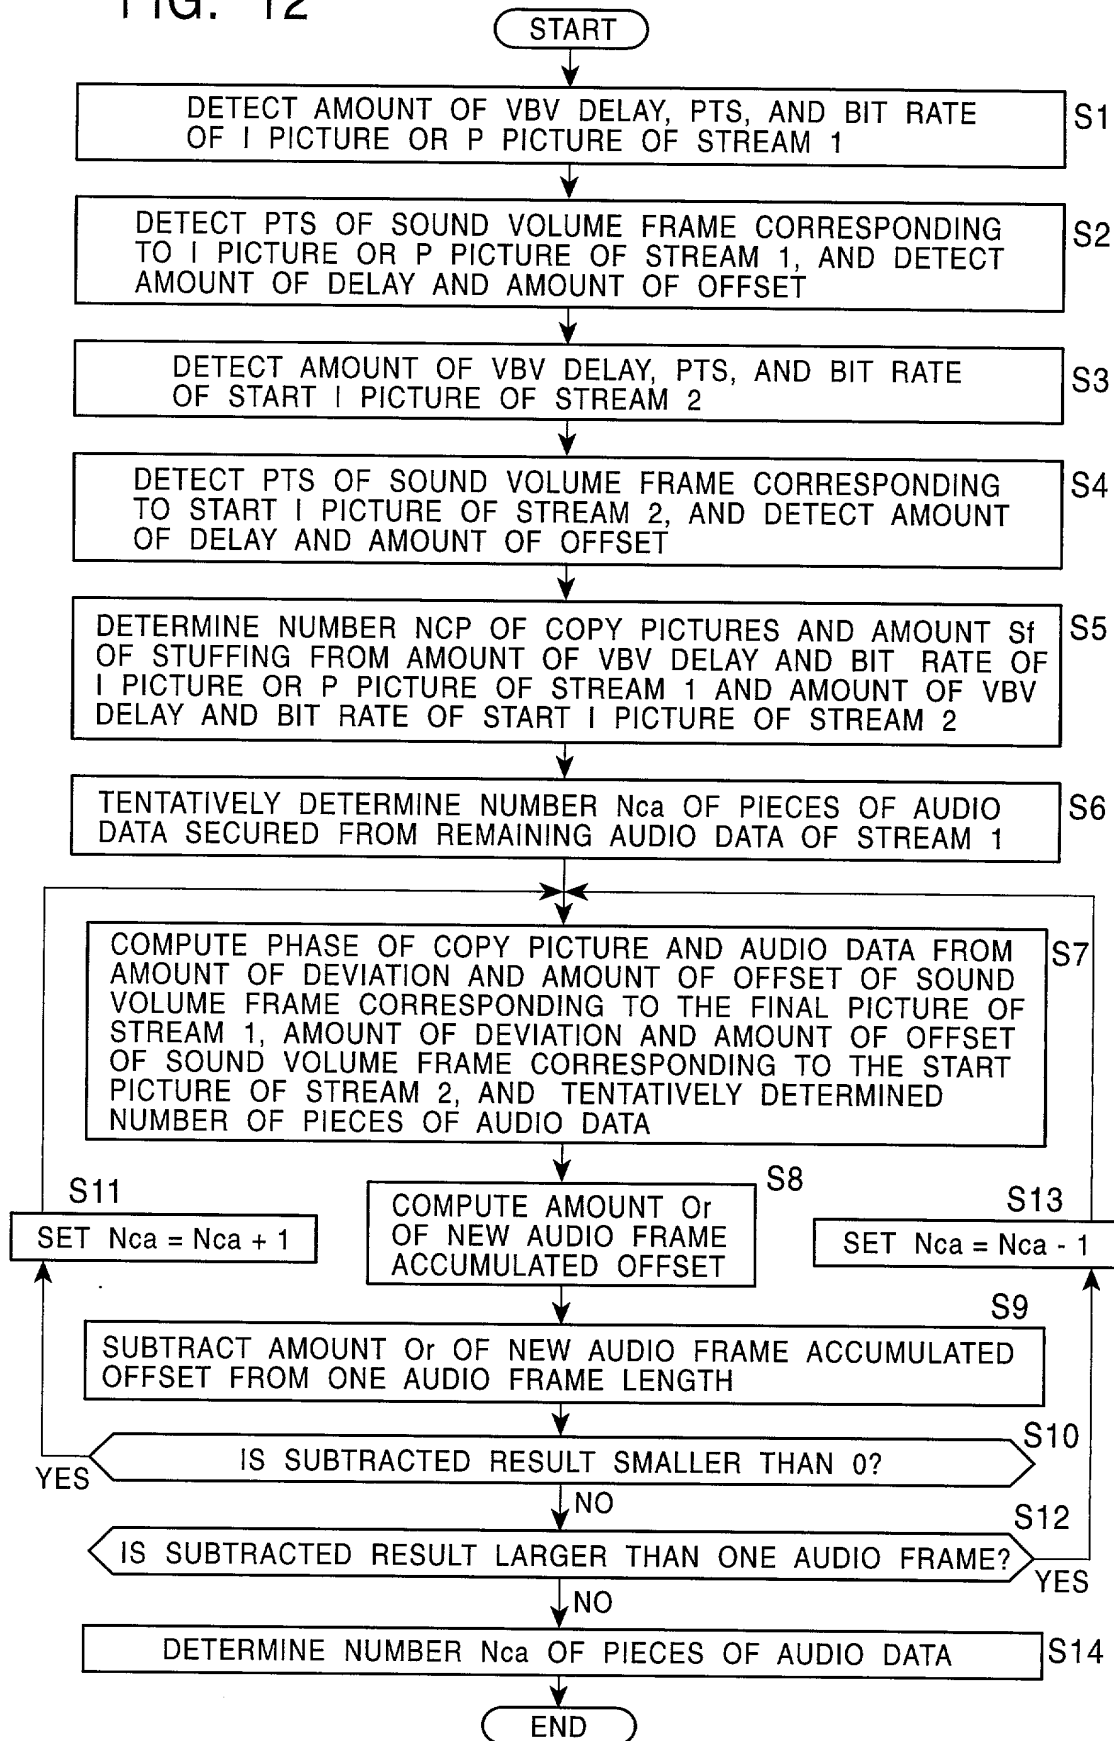 FIG. 12
START
DETECT AMOUNT OF VBV DELAY, PTS, AND BIT RATE
OF I PICTURE OR P PICTURE OF STREAM 1
S1
DETECT PTS OF SOUND VOLUME FRAME CORRESPONDING
TO I PICTURE OR P PICTURE OF STREAM 1, AND DETECT
AMOUNT OF DELAY AND AMOUNT OF OFFSET
S2
DETECT AMOUNT OF VBV DELAY, PTS, AND BIT RATE
OF START I PICTURE OF STREAM 2
S3
DETECT PTS OF SOUND VOLUME FRAME CORRESPONDING
TO START I PICTURE OF STREAM 2, AND DETECT AMOUNT
OF DELAY AND AMOUNT OF OFFSET
S4
DETERMINE NUMBER NCP OF COPY PICTURES AND AMOUNT Sf
OF STUFFING FROM AMOUNT OF VBV DELAY AND BIT RATE OF
I PICTURE OR P PICTURE OF STREAM 1 AND AMOUNT OF VBV
DELAY AND BIT RATE OF START I PICTURE OF STREAM 2
S5
TENTATIVELY DETERMINE NUMBER Nca OF PIECES OF AUDIO
DATA SECURED FROM REMAINING AUDIO DATA OF STREAM 1
S6
COMPUTE PHASE OF COPY PICTURE AND AUDIO DATA FROM
AMOUNT OF DEVIATION AND AMOUNT OF OFFSET OF SOUND
VOLUME FRAME CORRESPONDING TO THE FINAL PICTURE OF
STREAM 1, AMOUNT OF DEVIATION AND AMOUNT OF OFFSET
OF SOUND VOLUME FRAME CORRESPONDING TO THE START
PICTURE OF STREAM 2, AND TENTATIVELY DETERMINED
NUMBER OF PIECES OF AUDIO DATA
S7
S11
SET Nca = Nca + 1
S8
COMPUTE AMOUNT Or
OF NEW AUDIO FRAME
ACCUMULATED OFFSET
S13
SET Nca = Nca - 1
S9
SUBTRACT AMOUNT Or OF NEW AUDIO FRAME ACCUMULATED
OFFSET FROM ONE AUDIO FRAME LENGTH
S10
IS SUBTRACTED RESULT SMALLER THAN 0?
YES
NO
S12
IS SUBTRACTED RESULT LARGER THAN ONE AUDIO FRAME?
YES
NO
DETERMINE NUMBER Nca OF PIECES OF AUDIO DATA
S14
END